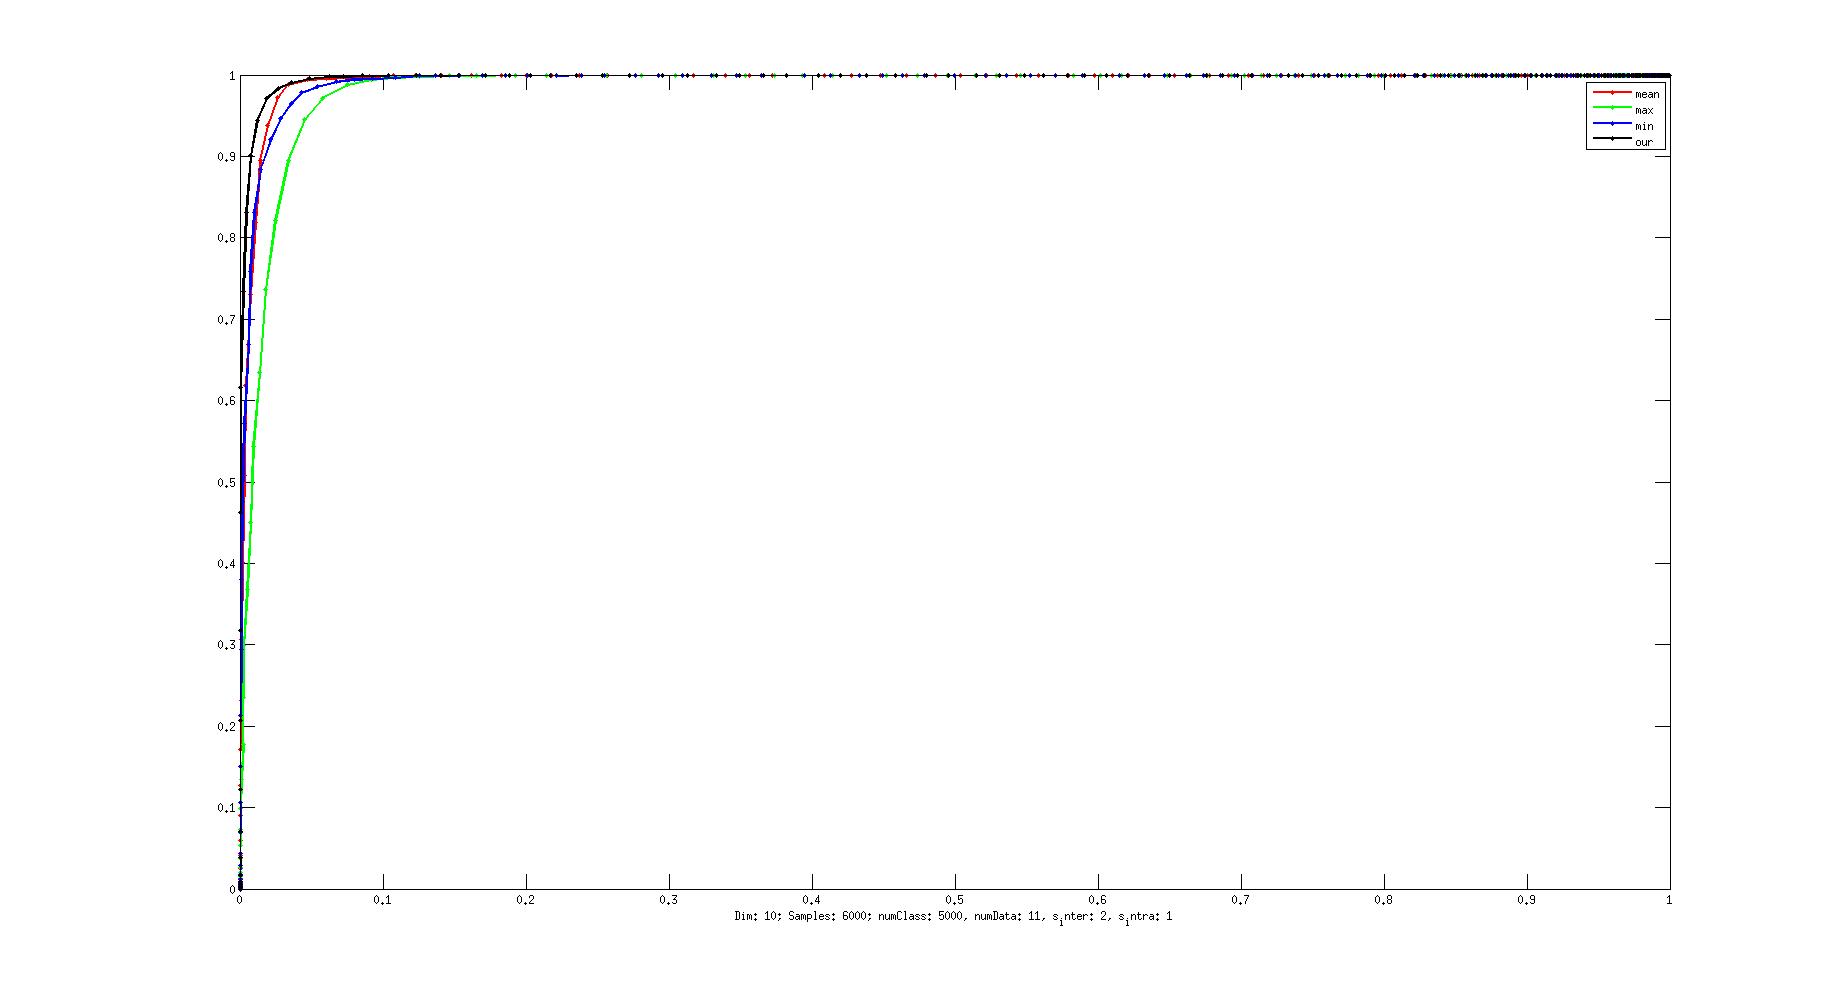 1
0.9
0.8
0.7
0.6
0.5
0.4
0.3
0.2
0.1
0
0 0.1 0.2 0.3 0.4 0.5 0.6 0.7 0.8 0.9 1
Dim: 10; Samples: 6000; numClass: 5000, numData: 11, s_inter: 2, s_intra: 1
mean
max
min
our